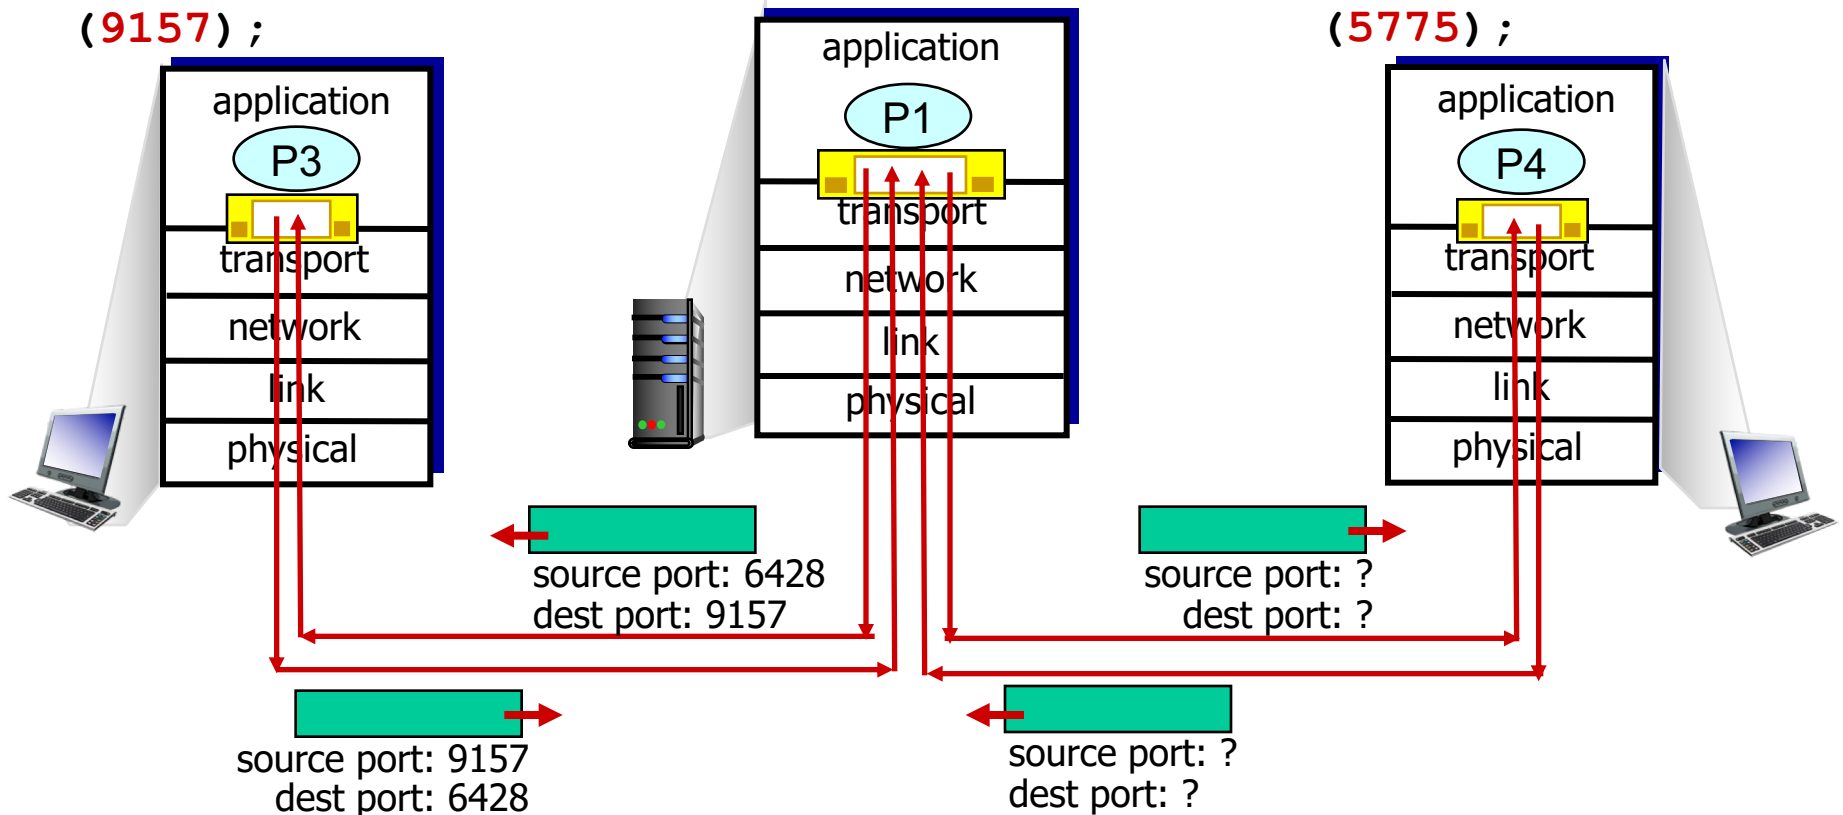 (9157);
application
P3
transport
network
link
physical
application
P1
transport
network
link
physical
(5775);
application
P4
transport
network
link
physical
source port: 6428
dest port: 9157
source port: ?
dest port: ?
source port: 9157
dest port: 6428
source port: ?
dest port: ?